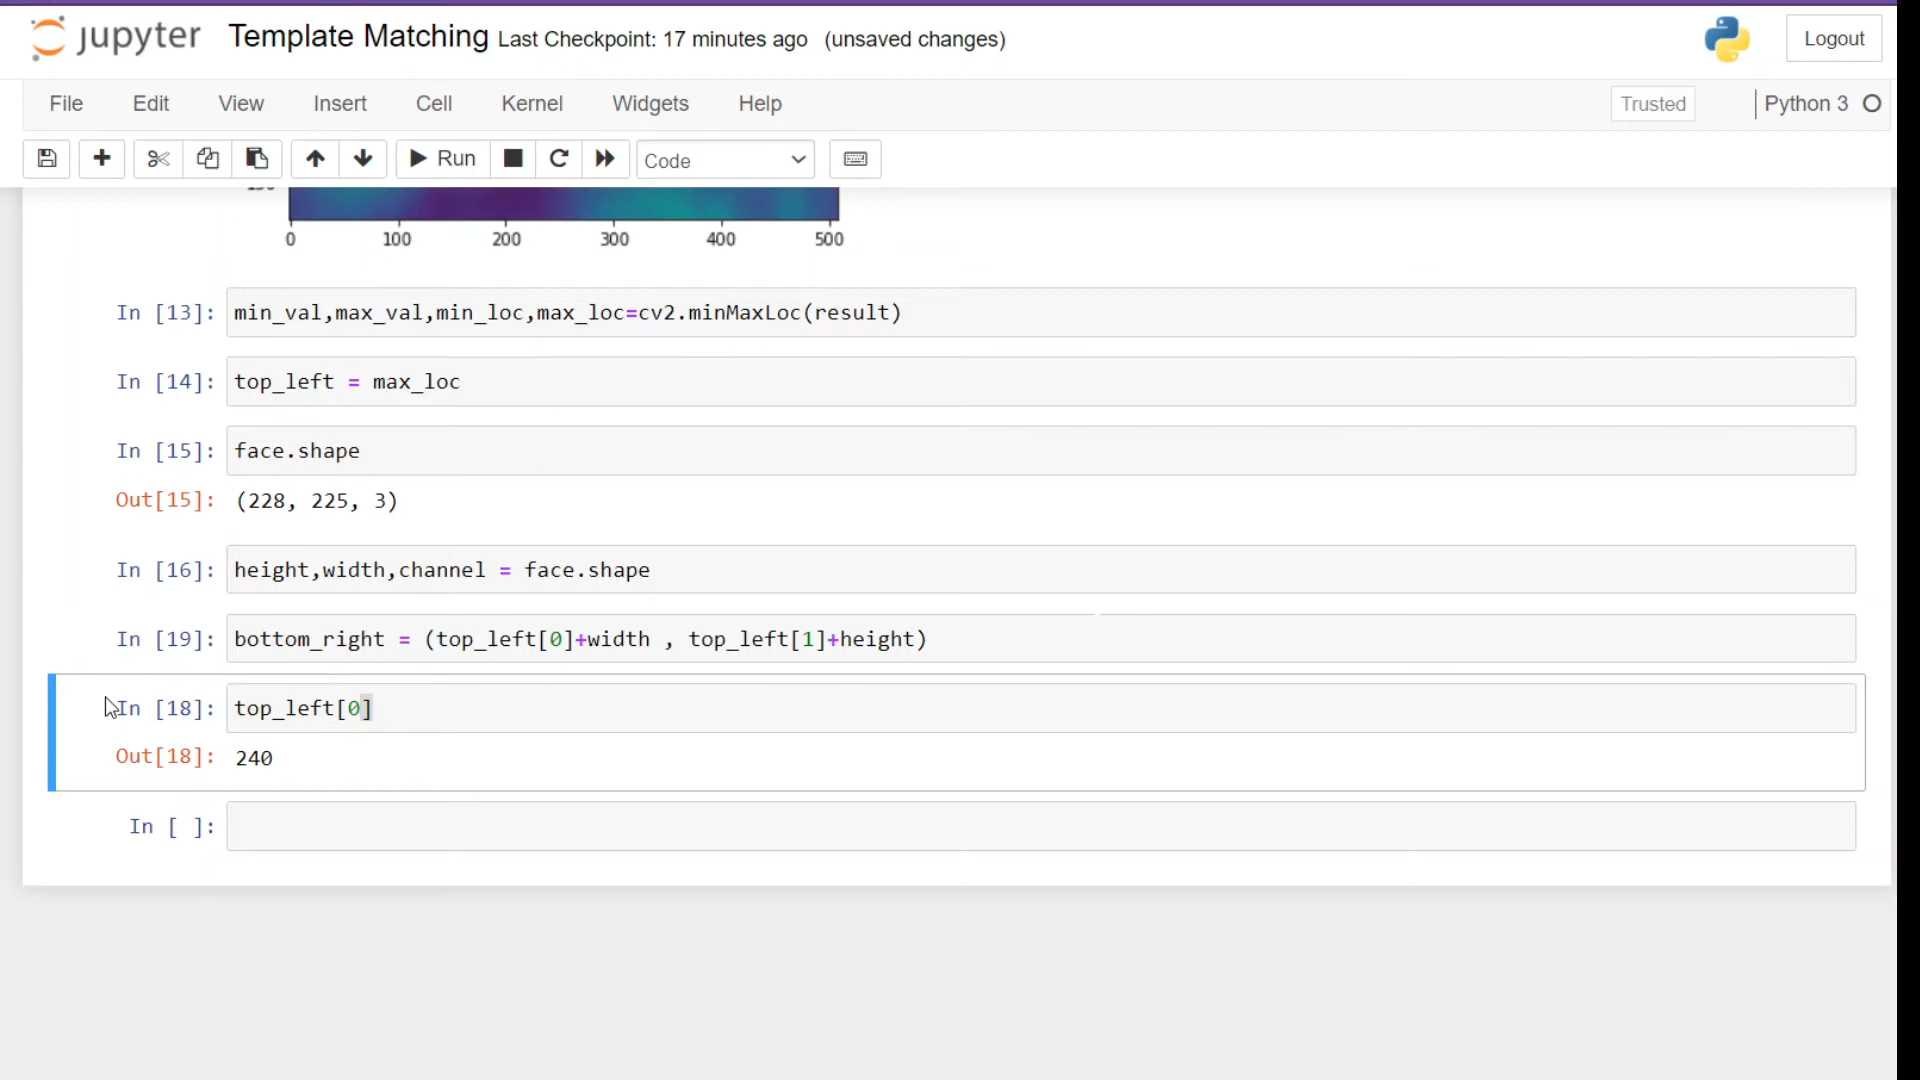 jupyter Template Matching Last Checkpoint: 17 minutes ago (unsaved changes) Logout
File Edit View Insert Cell Kernel Widgets Help Trusted Python 3
Run Code
0 100 200 300 400 500
In [13]: min_val,max_val,min_loc,max_loc=cv2.minMaxLoc(result)
In [14]: top_left = max_loc
In [15]: face.shape
Out[15]: (228, 225, 3)
In [16]: height,width,channel = face.shape
In [19]: bottom_right = (top_left[0]+width , top_left[1]+height)
In [18]: top_left[0]
Out[18]: 240
In [ ]: